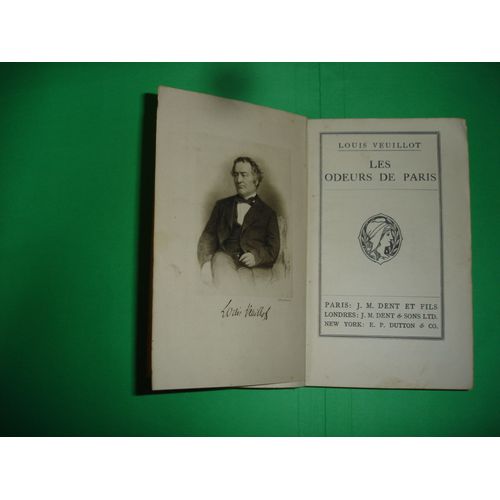 Louis Veuillot
LOUIS VEUILLOT
LES
ODEURS DE PARIS
PARIS: J. M. DENT ET FILS
LONDRES: J. M. DENT & SONS LTD.
NEW YORK: E. P. DUTTON & CO.